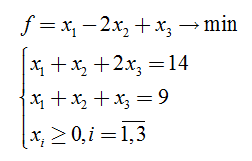 f = x₁ − 2x₂ + x₃ → min
x₁ + x₂ + 2x₃ = 14
x₁ + x₂ + x₃ = 9
xᵢ ≥ 0, i = 1,3̅